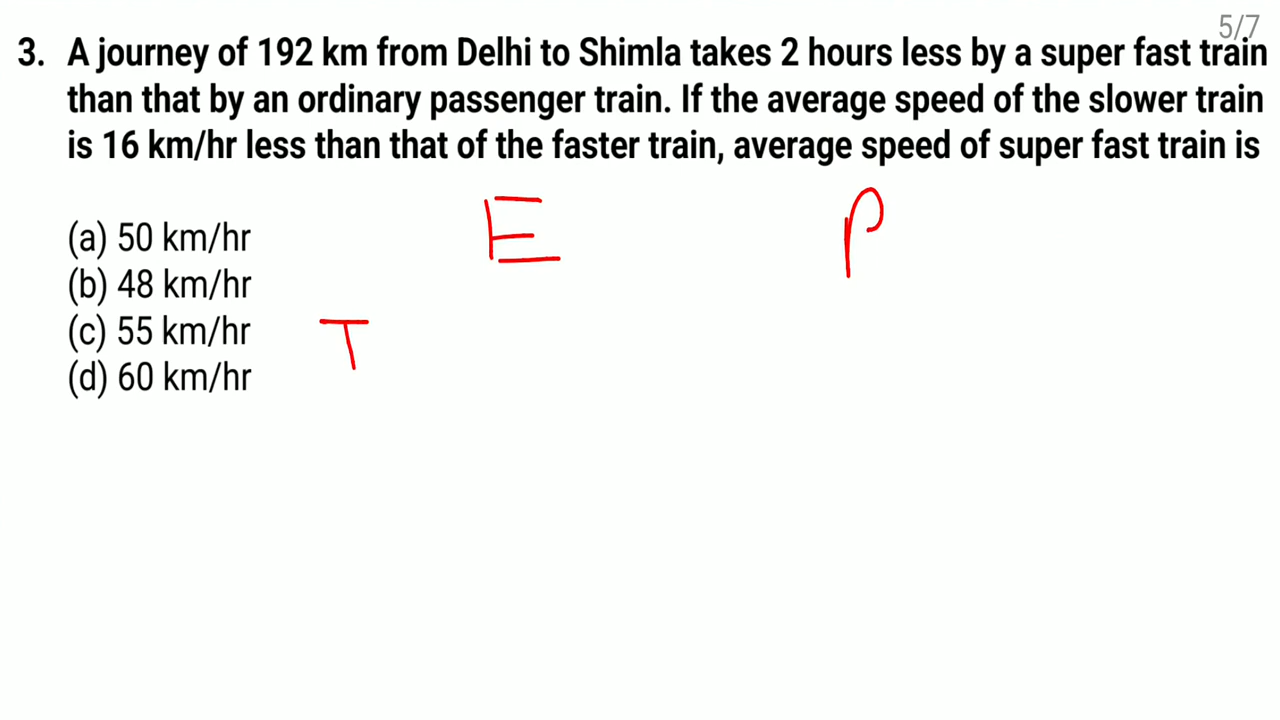 5/7
3. A journey of 192 km from Delhi to Shimla takes 2 hours less by a super fast train
than that by an ordinary passenger train. If the average speed of the slower train
is 16 km/hr less than that of the faster train, average speed of super fast train is
E P
(a) 50 km/hr
(b) 48 km/hr
(c) 55 km/hr
T
(d) 60 km/hr